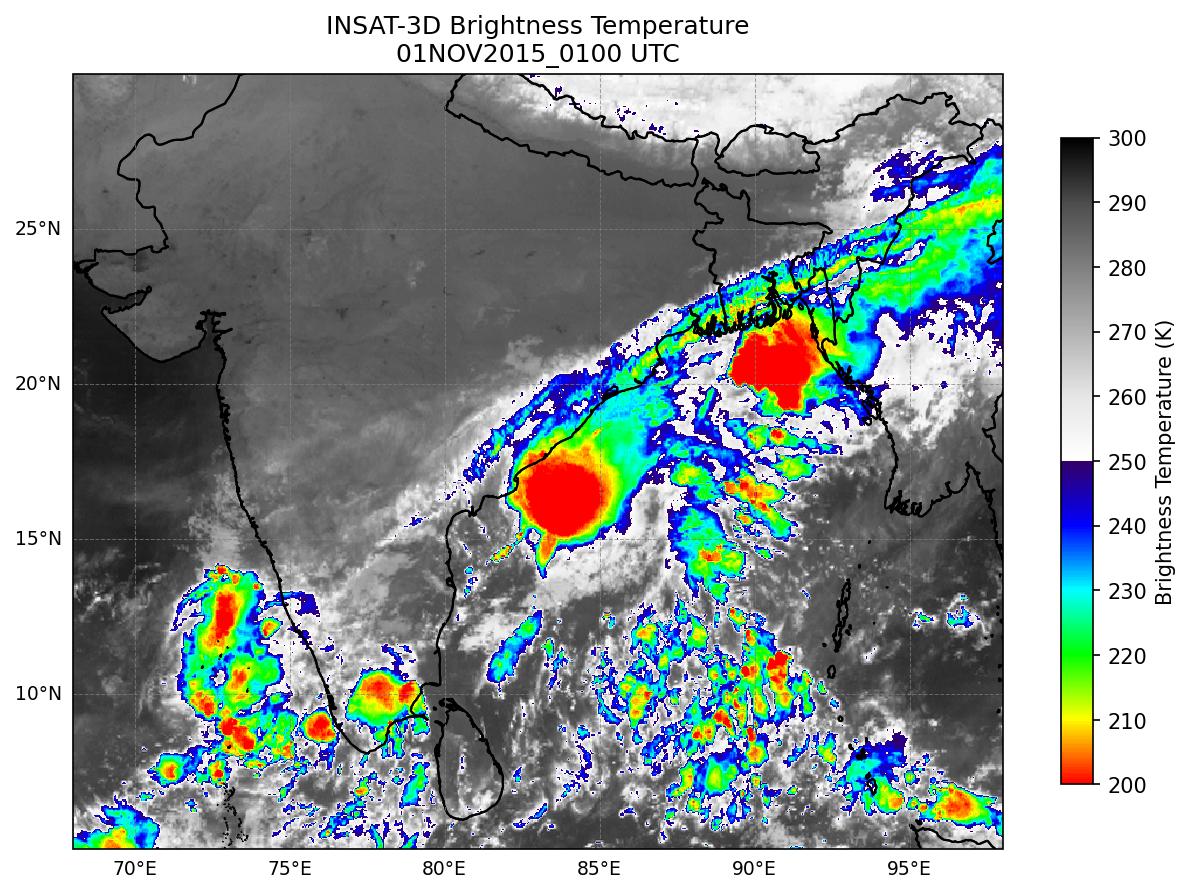 INSAT-3D Brightness Temperature
01NOV2015_0100 UTC
25°N
20°N
15°N
10°N
70°E
75°E
80°E
85°E
90°E
95°E
300
290
280
270
260
250
240
230
220
210
200
Brightness Temperature (K)